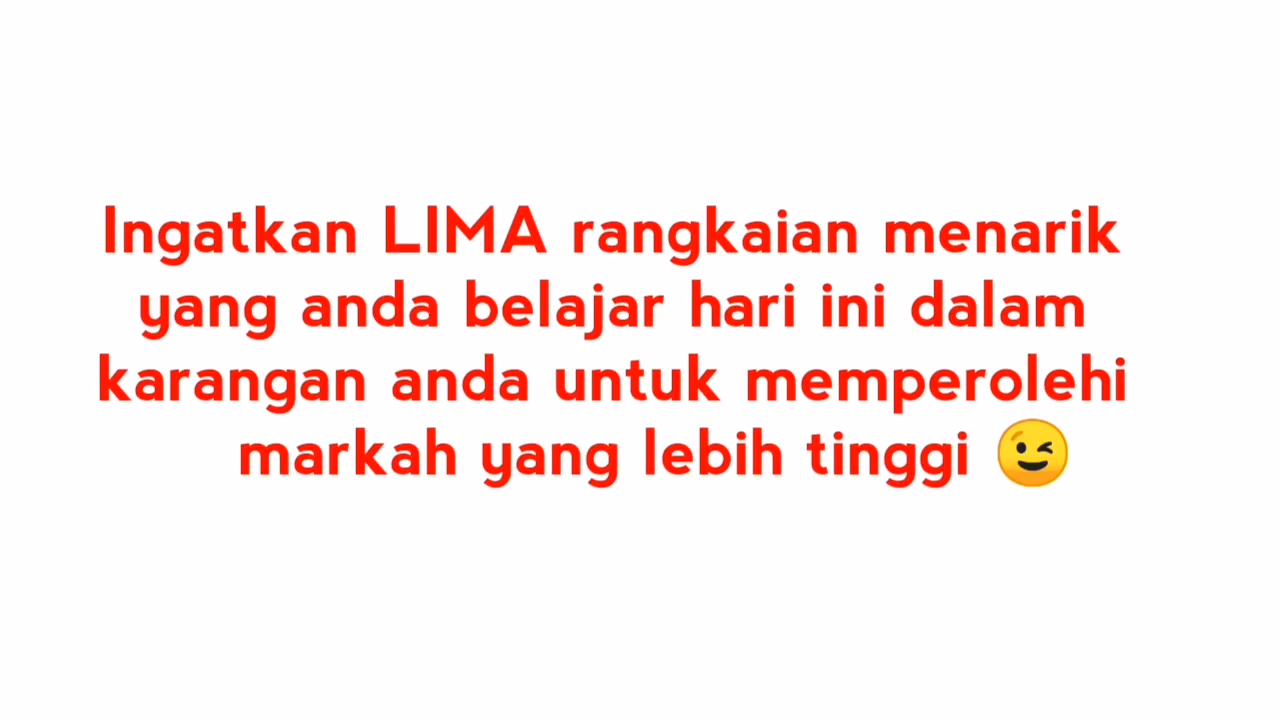 Ingatkan LIMA rangkaian menarik
yang anda belajar hari ini dalam
karangan anda untuk memperolehi
markah yang lebih tinggi 😉